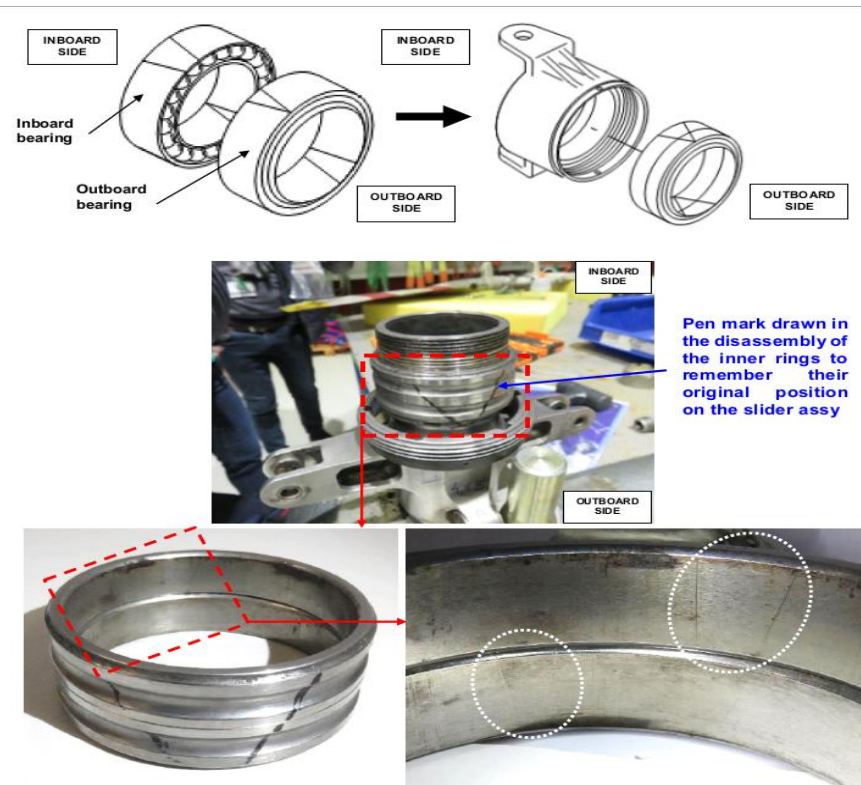 INBOARD
SIDE
INBOARD
SIDE
Inboard
bearing
Outboard
bearing
OUTBOARD
SIDE
OUTBOARD
SIDE
INBOARD
SIDE
Pen mark drawn in
the disassembly of
the inner rings to
remember their
original position
on the slider assy
OUTBOARD
SIDE